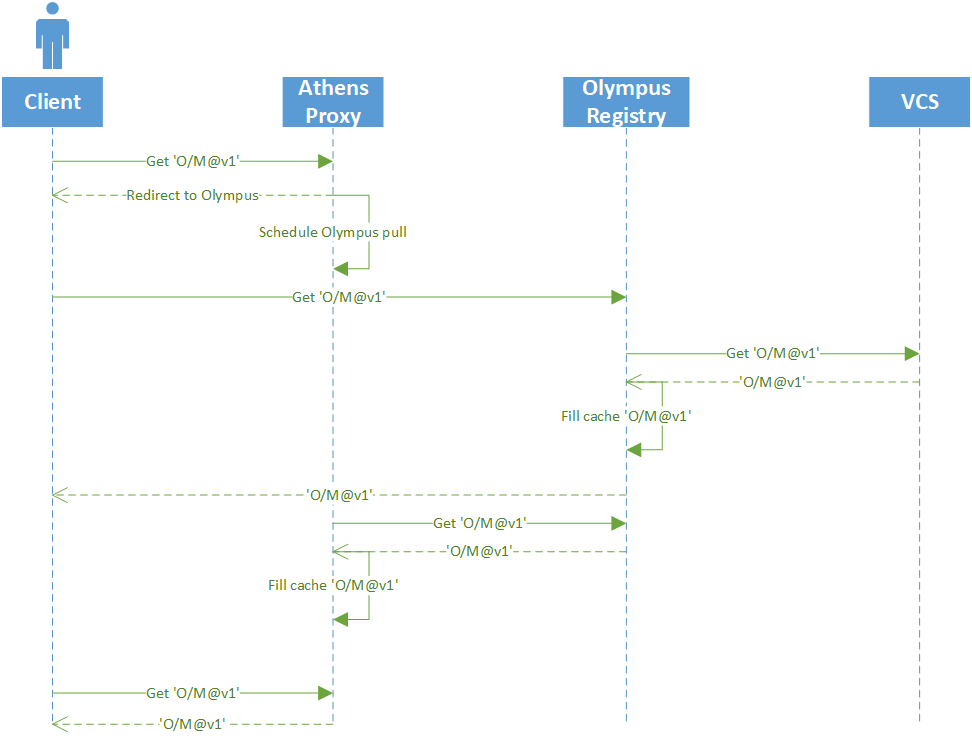 Client
Athens
Proxy
Olympus
Registry
VCS
Get 'O/M@v1'
Redirect to Olympus
Schedule Olympus pull
Get 'O/M@v1'
Get 'O/M@v1'
'O/M@v1'
Fill cache 'O/M@v1'
'O/M@v1'
Get 'O/M@v1'
'O/M@v1'
Fill cache 'O/M@v1'
Get 'O/M@v1'
'O/M@v1'